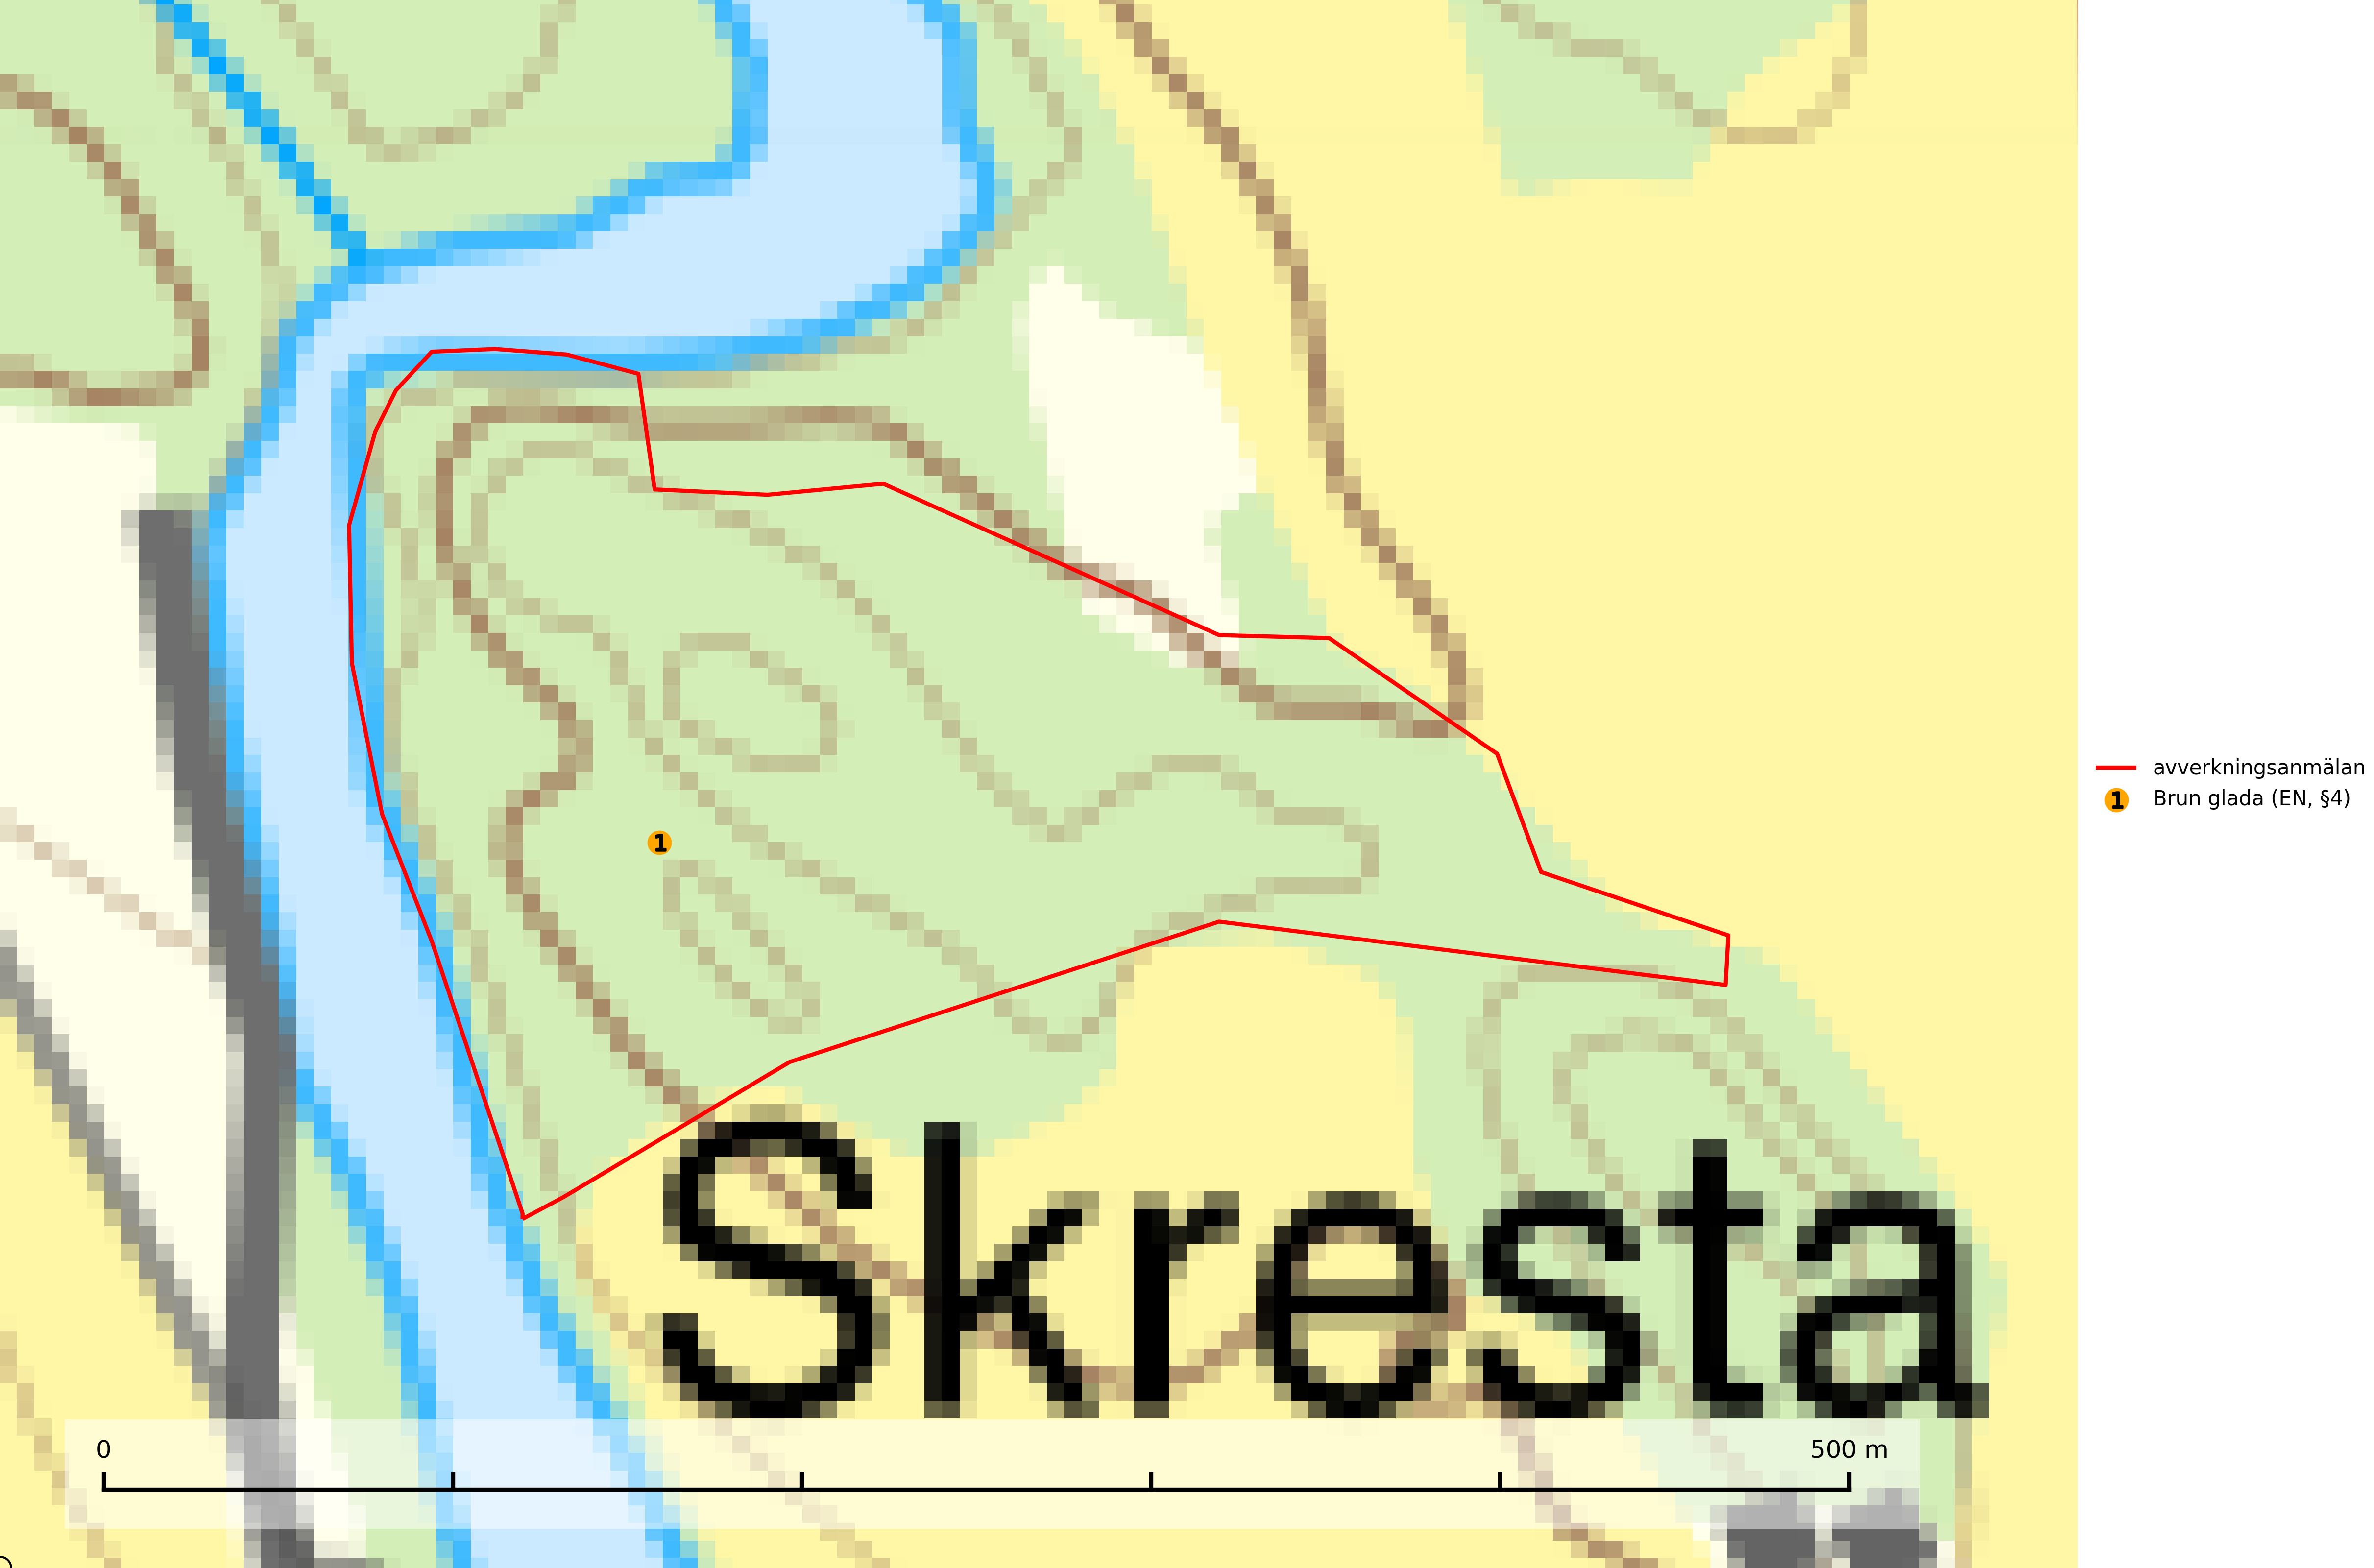 avverkningsanmälan
1 Brun glada (EN, §4)
1
Skresta
0 500 m